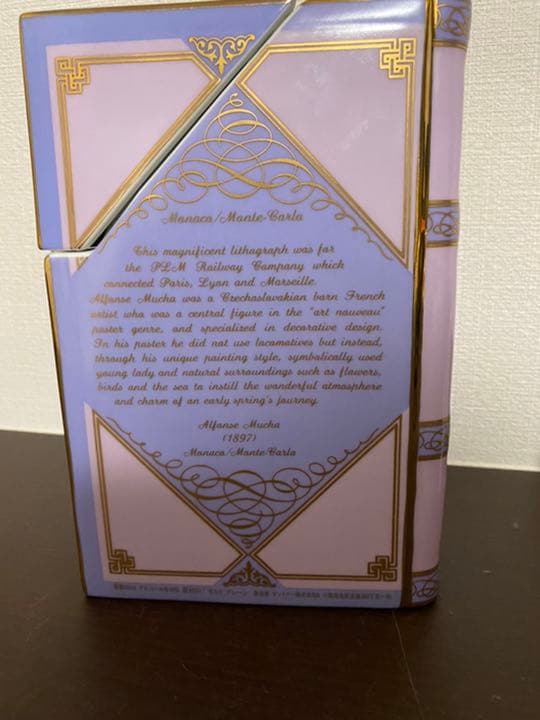 Monaco/Monte-Carlo
This magnificent lithograph was for
the PLM Railway Company which
connected Paris, Lyon and Marseille.
Alfonse Mucha was a Czechoslavakian born French
artist who was a central figure in the "art nouveau"
poster genre, and specialized in decorative design.
In his poster he did not use locomotives but instead,
through his unique painting style, symbolically used
young lady and natural surroundings such as flowers,
birds and the sea to instill the wonderful atmosphere
and charm of an early spring's journey.
Alfonse Mucha
(1897)
Monaco/Monte-Carlo